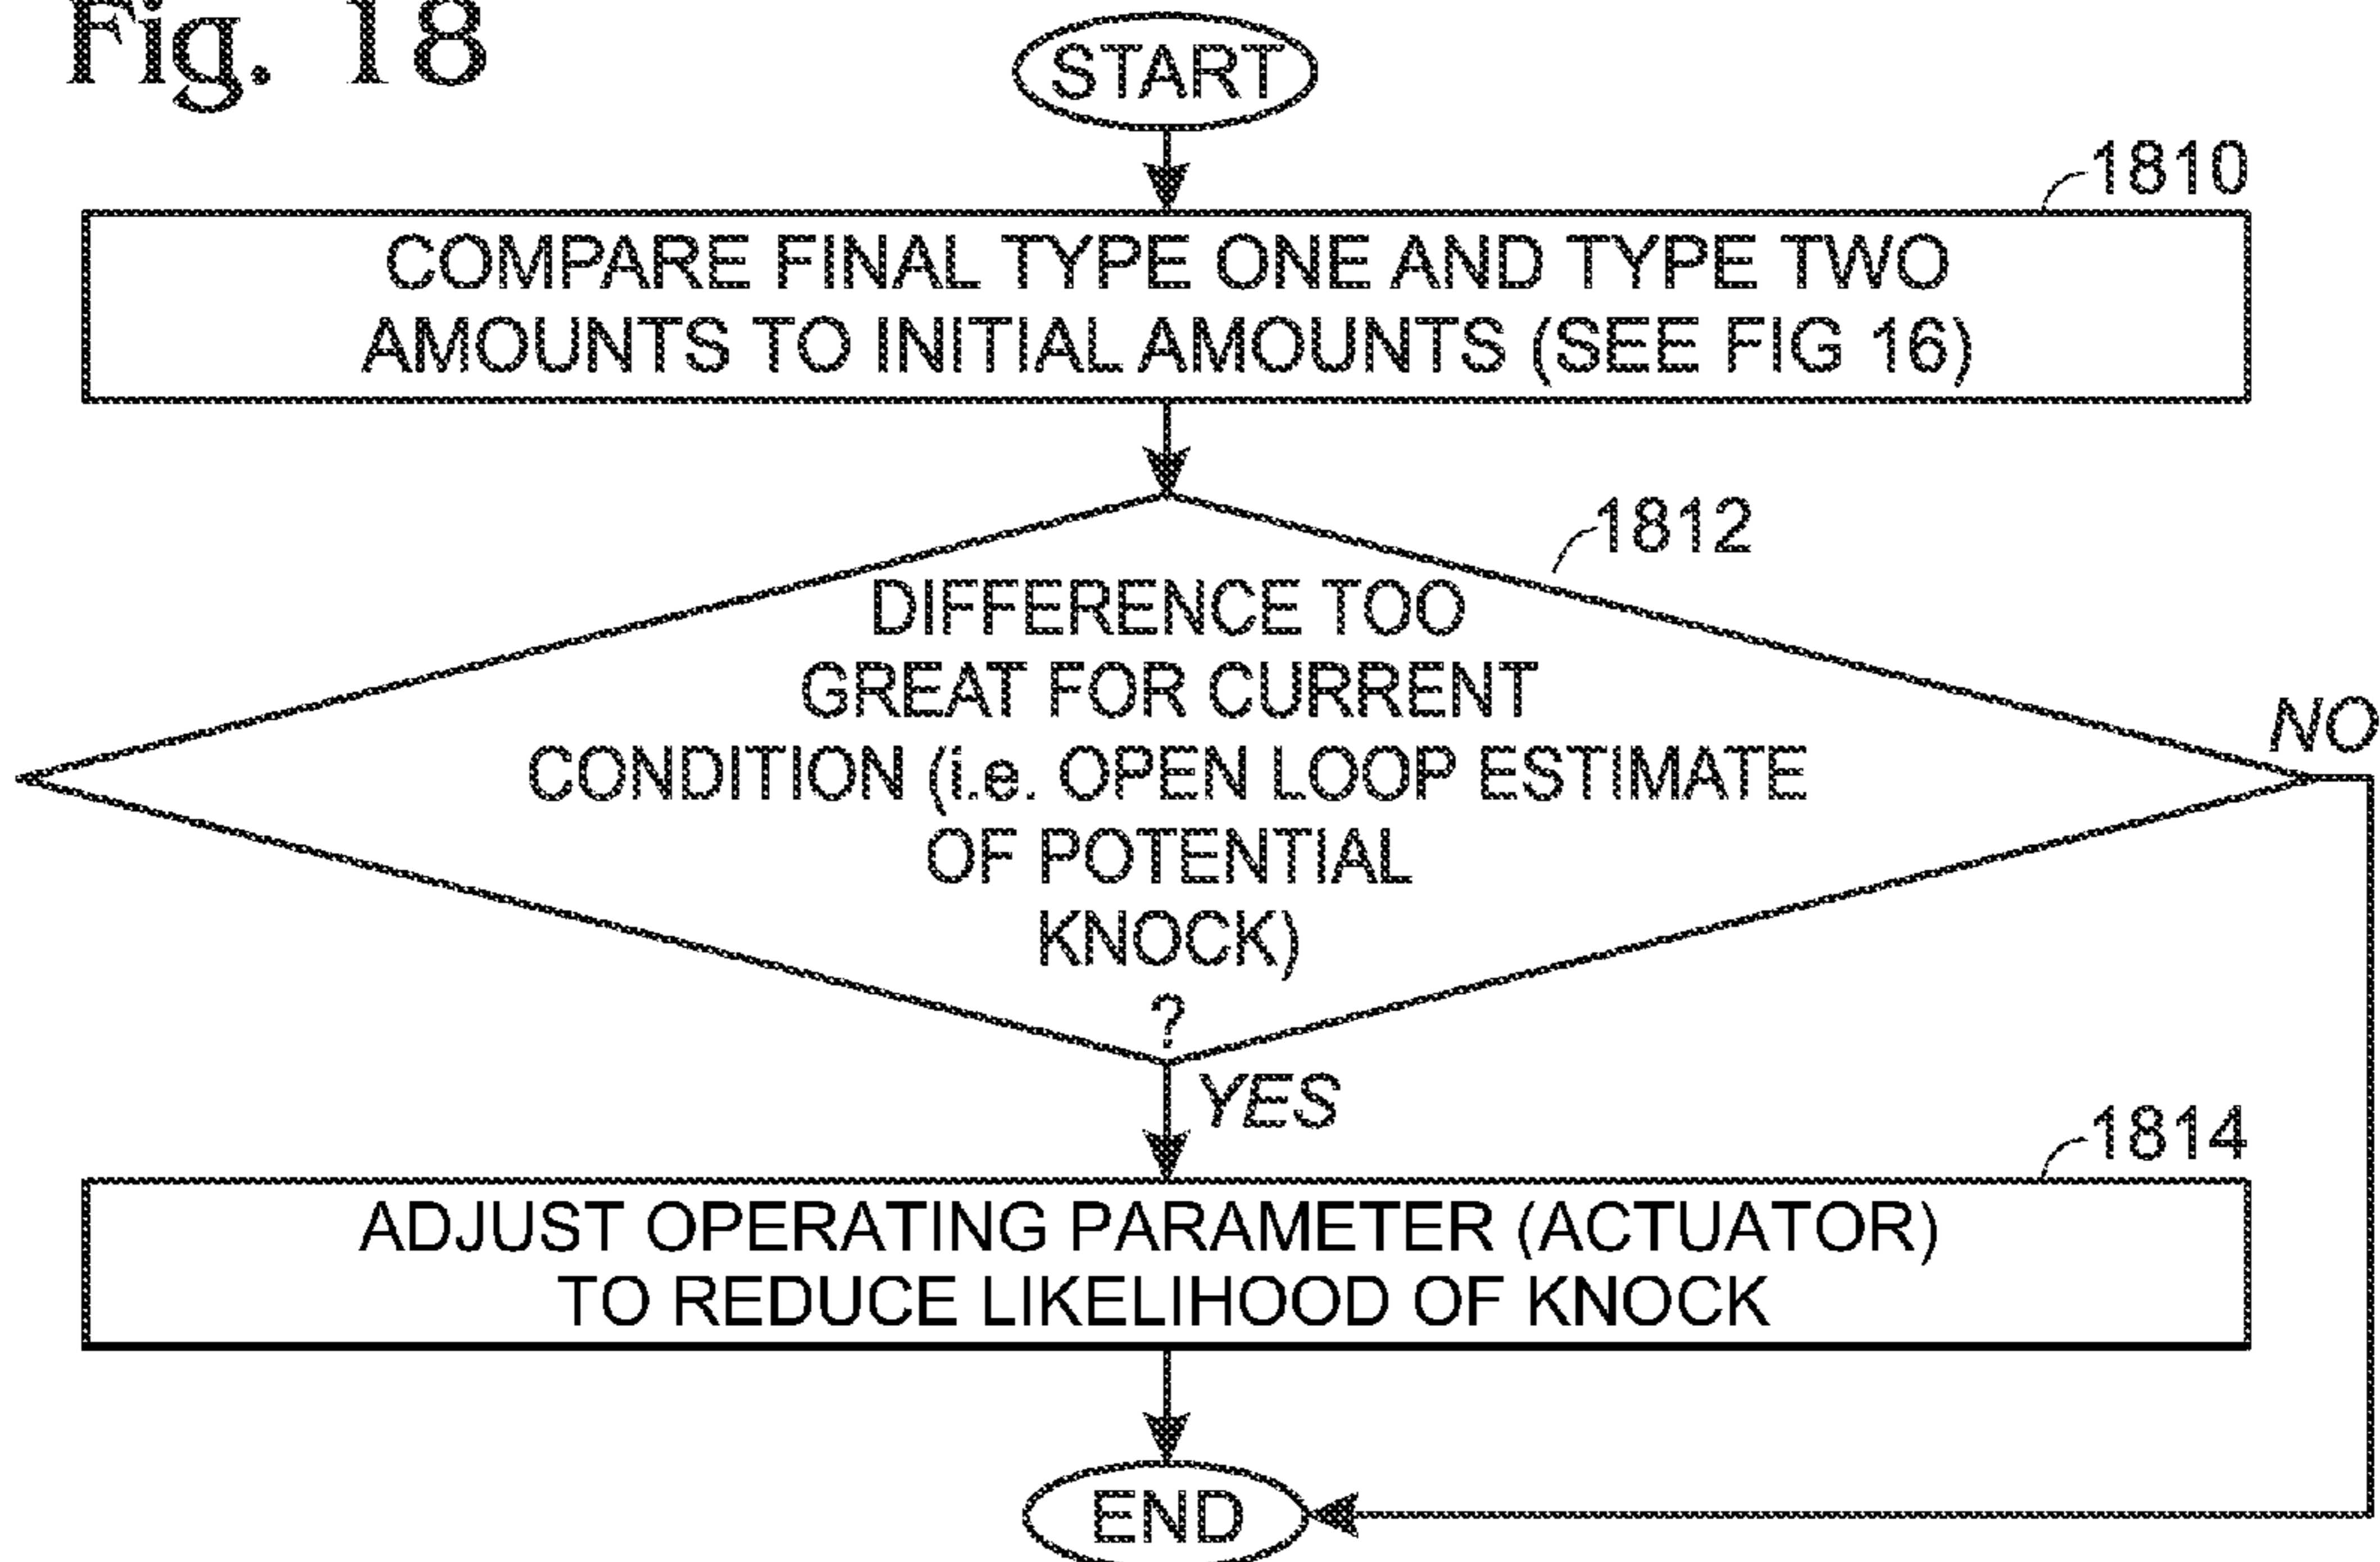 Fig. 18
START
1810
COMPARE FINAL TYPE ONE AND TYPE TWO
AMOUNTS TO INITIAL AMOUNTS (SEE FIG 16)
1812
DIFFERENCE TOO
GREAT FOR CURRENT
CONDITION (i.e. OPEN LOOP ESTIMATE
OF POTENTIAL
KNOCK)
?
NO
YES
1814
ADJUST OPERATING PARAMETER (ACTUATOR)
TO REDUCE LIKELIHOOD OF KNOCK
END